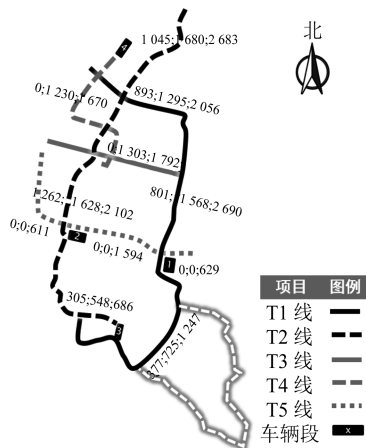 北
1 045;1 680;2 683
4
893;1 295;2 056
0;1 230;1 670
0;1 303;1 792
801;1 568;2 690
1 262;1 628;2 102
2
0;0;611
0;0;1 594
1
0;0;629
305;548;686
3
577;725;1 247
项目 图例
T1 线
T2 线
T3 线
T4 线
T5 线
车辆段 x